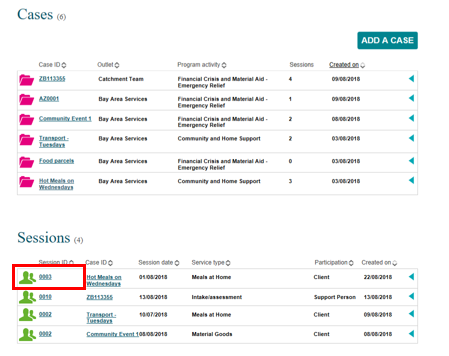 Cases (6)
ADD A CASE
Case ID Outlet Program activity Sessions Created on
ZB113355 Catchment Team Financial Crisis and Material Aid - Emergency Relief 4 09/08/2018
AZ0001 Bay Area Services Financial Crisis and Material Aid - Emergency Relief 1 09/08/2018
Community Event 1 Bay Area Services Financial Crisis and Material Aid - Emergency Relief 2 08/08/2018
Transport - Tuesdays Bay Area Services Community and Home Support 2 03/08/2018
Food parcels Bay Area Services Financial Crisis and Material Aid - Emergency Relief 0 03/08/2018
Hot Meals on Wednesdays Bay Area Services Community and Home Support 3 03/08/2018
Sessions (4)
Session ID Case ID Session date Service type Participation Created on
0003 Hot Meals on Wednesdays 01/08/2018 Meals at Home Client 22/08/2018
0010 ZB113355 13/08/2018 Intake/assessment Support Person 13/08/2018
0002 Transport - Tuesdays 10/07/2018 Meals at Home Client 09/08/2018
0002 Community Event 1 08/08/2018 Material Goods Client 08/08/2018